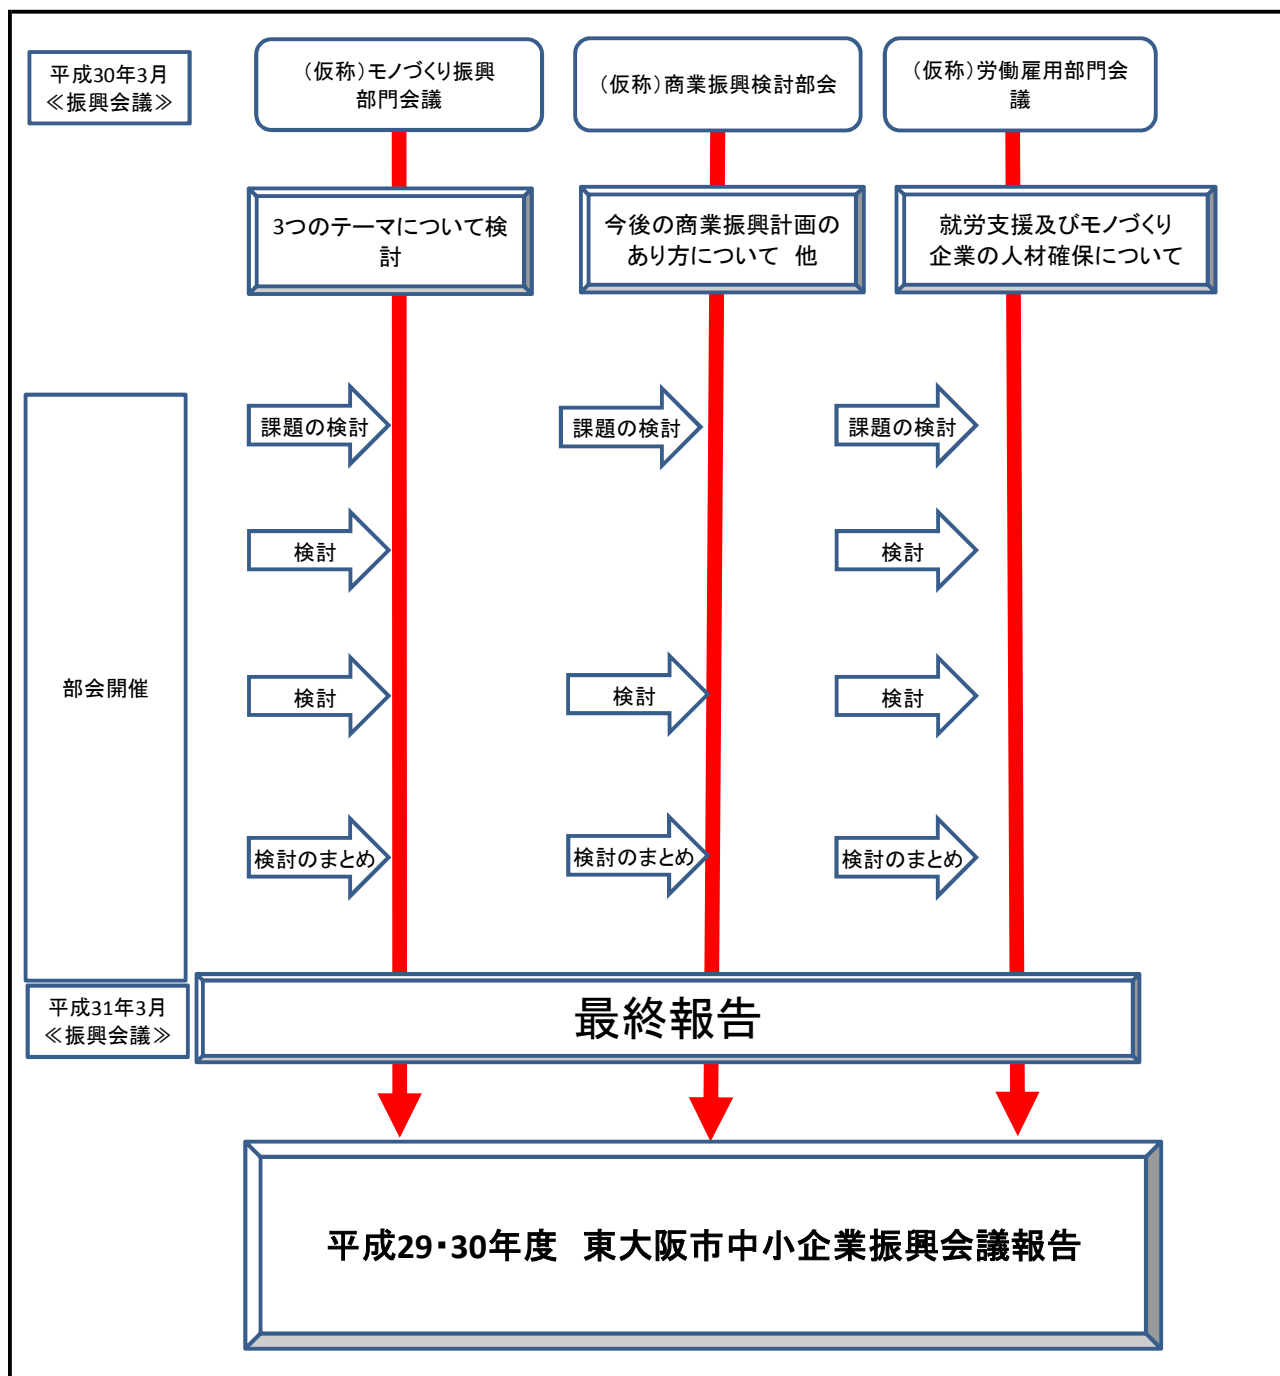 平成30年3月
≪振興会議≫
（仮称）モノづくり振興
部門会議
（仮称）商業振興検討部会
（仮称）労働雇用部門会
議
3つのテーマについて検
討
今後の商業振興計画の
あり方について　他
就労支援及びモノづくり
企業の人材確保について
部会開催
課題の検討
課題の検討
課題の検討
検討
検討
検討
検討
検討
検討のまとめ
検討のまとめ
検討のまとめ
平成31年3月
≪振興会議≫
最終報告
平成29・30年度　東大阪市中小企業振興会議報告